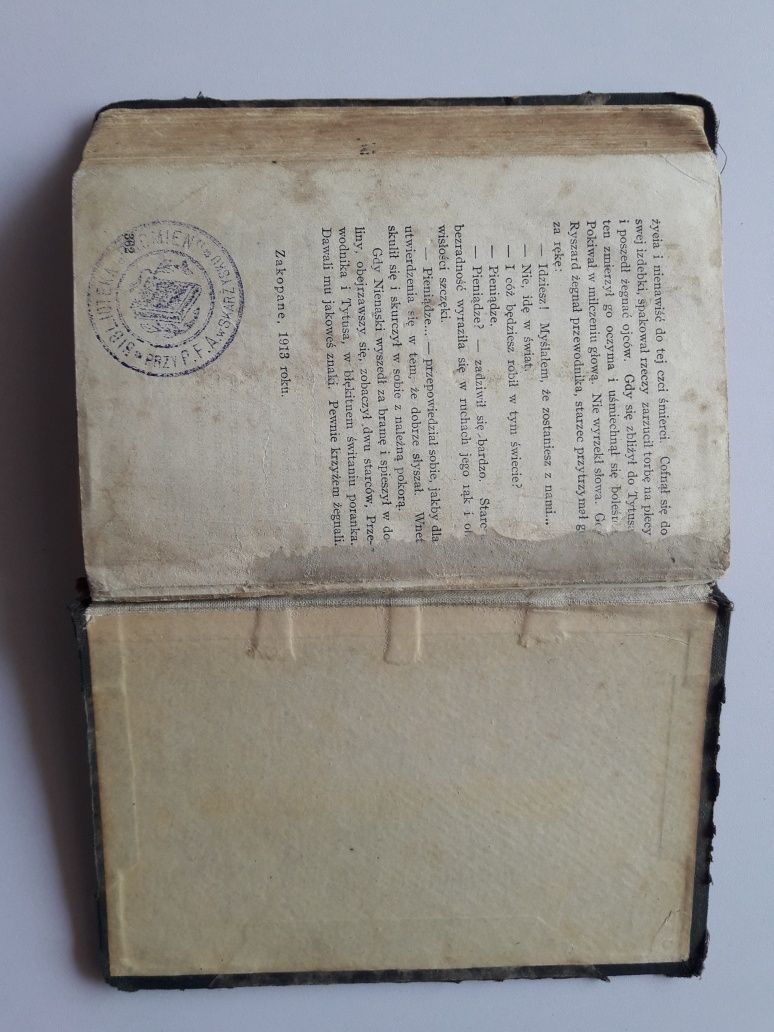 życia i nienawiść do tej czci śmierci. Cofnął się do
swej izdebki, spakował rzeczy zarzucił torbę na plecy
i poszedł żegnać ojców. Gdy się zbliżył do Tytusa
ten zmierzył go oczyma i uśmiechnął się boleśn
Pokiwał w milczeniu głową. Nie wyrzekł słowa. G
Ryszard żegnał przewodnika, starzec przytrzymał g
za rękę:
— Idziesz! Myślałem, że zostaniesz z nami...
— Nie, idę w świat.
— I cóż będziesz robił w tym świecie?
— Pieniądze.
— Pieniądze? — zadziwił się bardzo. Starc
bezradność wyraziła się w ruchach jego rąk i o
wisłości szczęki.
— Pieniądze... — przepowiedział sobie, jakby dla
utwierdzenia się w tem, że dobrze słyszał. Wnet
skulił się i skurczył w sobie z należną pokorą.
Gdy Nienaski wyszedł za bramę i spieszył w do-
liny, obejrzawszy się, zobaczył dwu starców, Prze-
wodnika i Tytusa, w błękitnem świtaniu poranka.
Dawali mu jakoweś znaki. Pewnie krzyżem żegnali.
Zakopane, 1913 roku.
362
BIBLJOTEKA
PRZY P.F.A.